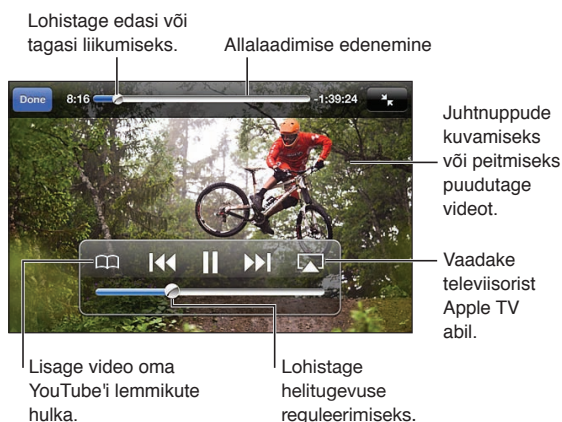 Lohistage edasi või
tagasi liikumiseks.
Allalaadimise edenemine
Done
8:16
-1:39:24
Juhtnuppude
kuvamiseks
või peitmiseks
puudutage
videot.
Vaadake
televiisorist
Apple TV
abil.
Lisage video oma
YouTube'i lemmikute
hulka.
Lohistage
helitugevuse
reguleerimiseks.